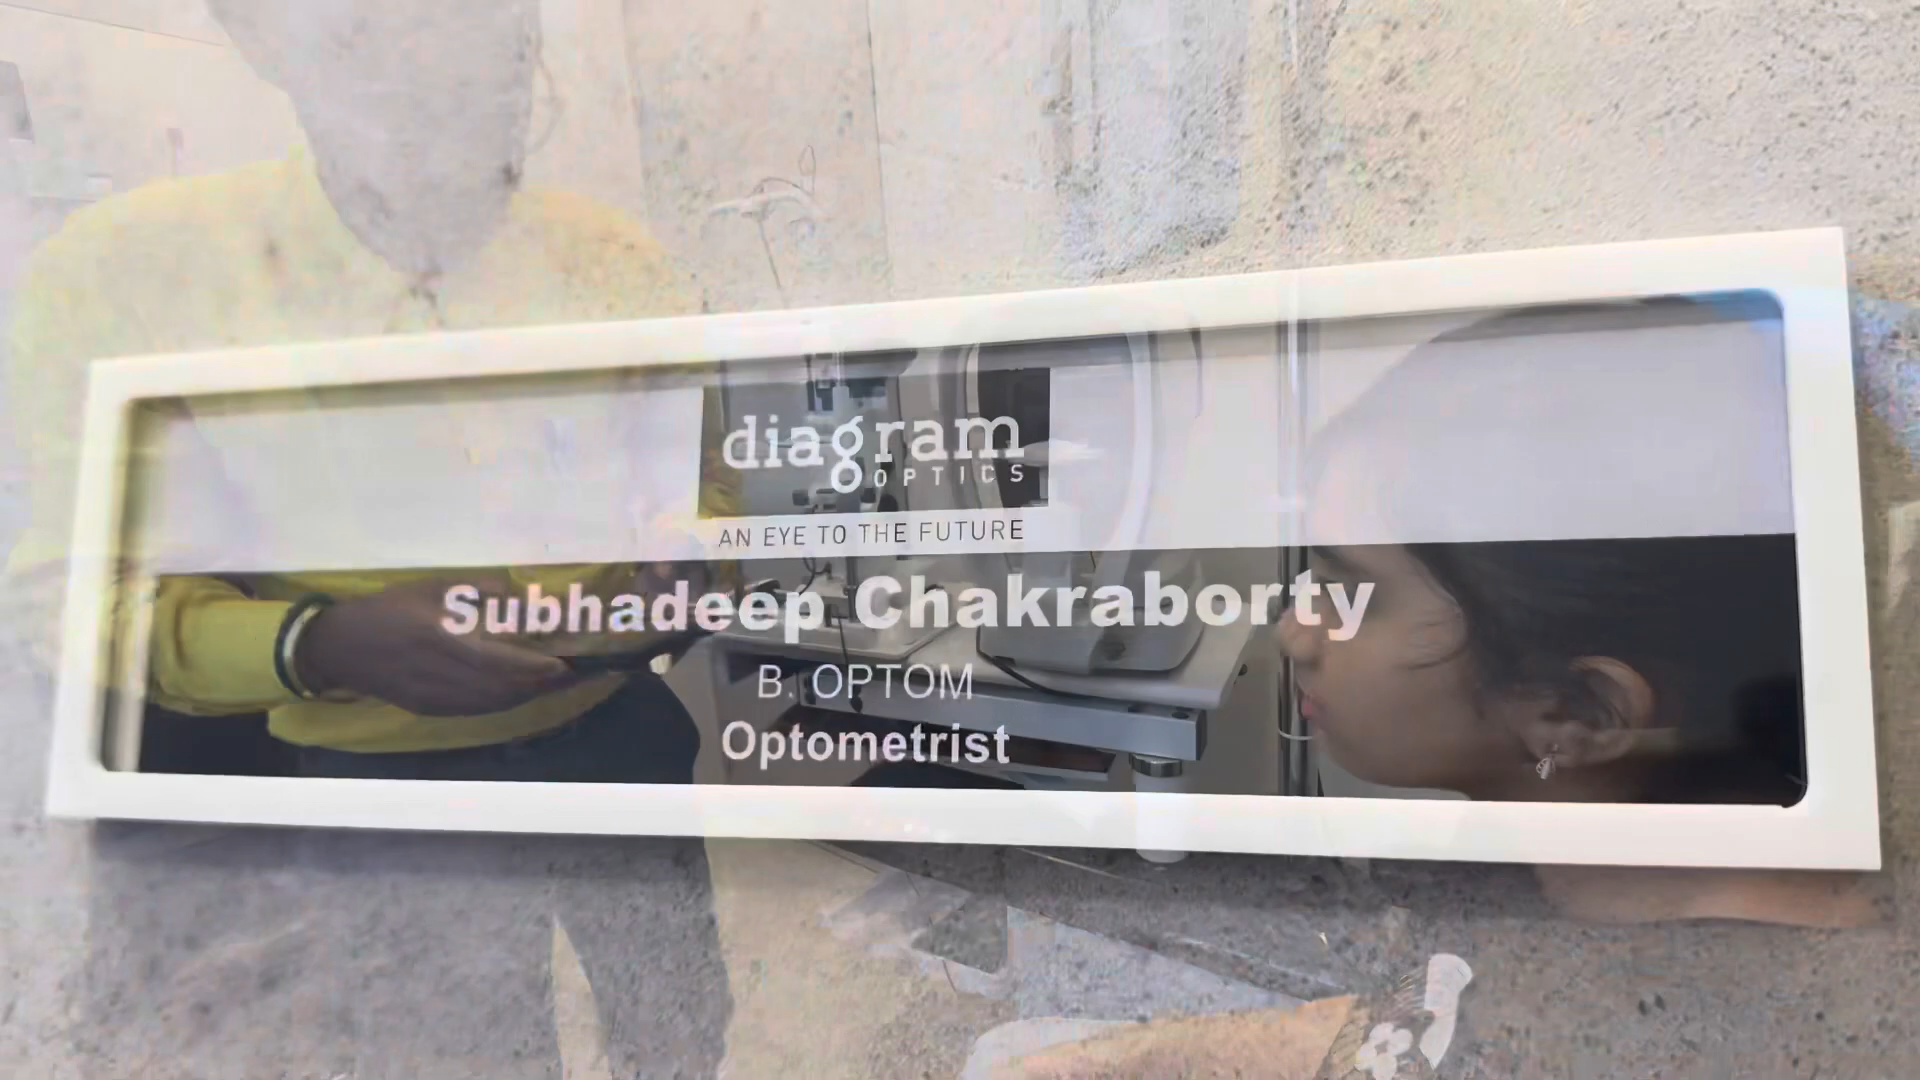 diagram
OPTICS
AN EYE TO THE FUTURE
Subhadeep Chakraborty
B. OPTOM
Optometrist